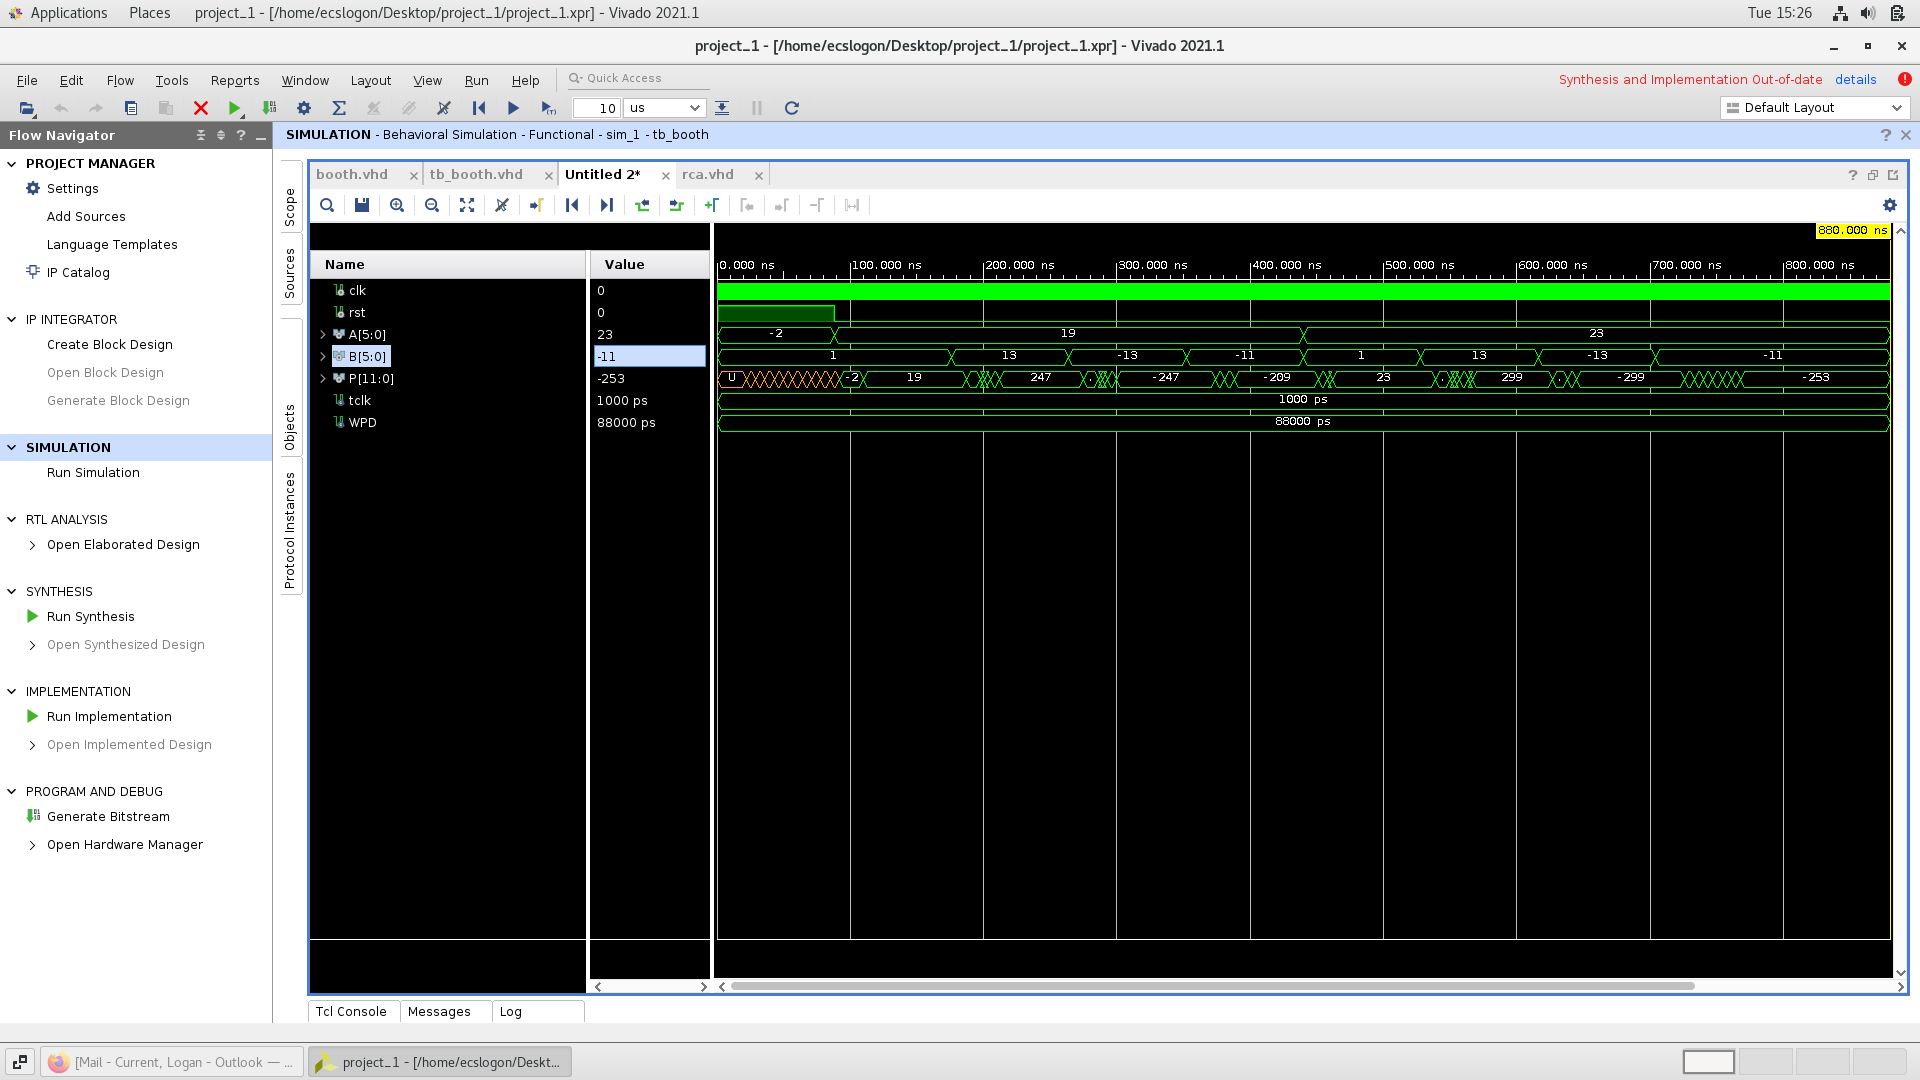 Applications Places project_1 - [/home/ecslogon/Desktop/project_1/project_1.xpr] - Vivado 2021.1 Tue 15:26
project_1 - [/home/ecslogon/Desktop/project_1/project_1.xpr] - Vivado 2021.1
File Edit Flow Tools Reports Window Layout View Run Help Quick Access Synthesis and Implementation Out-of-date details
10 us Default Layout
Flow Navigator
SIMULATION - Behavioral Simulation - Functional - sim_1 - tb_booth
PROJECT MANAGER
Settings
Add Sources
Language Templates
IP Catalog
IP INTEGRATOR
Create Block Design
Open Block Design
Generate Block Design
SIMULATION
Run Simulation
RTL ANALYSIS
Open Elaborated Design
SYNTHESIS
Run Synthesis
Open Synthesized Design
IMPLEMENTATION
Run Implementation
Open Implemented Design
PROGRAM AND DEBUG
Generate Bitstream
Open Hardware Manager
Scope
Sources
Objects
Protocol Instances
booth.vhd tb_booth.vhd Untitled 2* rca.vhd
880.000 ns
Name Value
0.000 ns 100.000 ns 200.000 ns 300.000 ns 400.000 ns 500.000 ns 600.000 ns 700.000 ns 800.000 ns
clk 0
rst 0
A[5:0] 23 -2 19 23
B[5:0] -11 1 13 -13 -11 1 13 -13 -11
P[11:0] -253 U -2 19 247 . -247 -209 23 . 299 . -299 -253
tclk 1000 ps 1000 ps
WPD 88000 ps 88000 ps
Tcl Console Messages Log
[Mail - Current, Logan - Outlook — ... project_1 - [/home/ecslogon/Deskt...